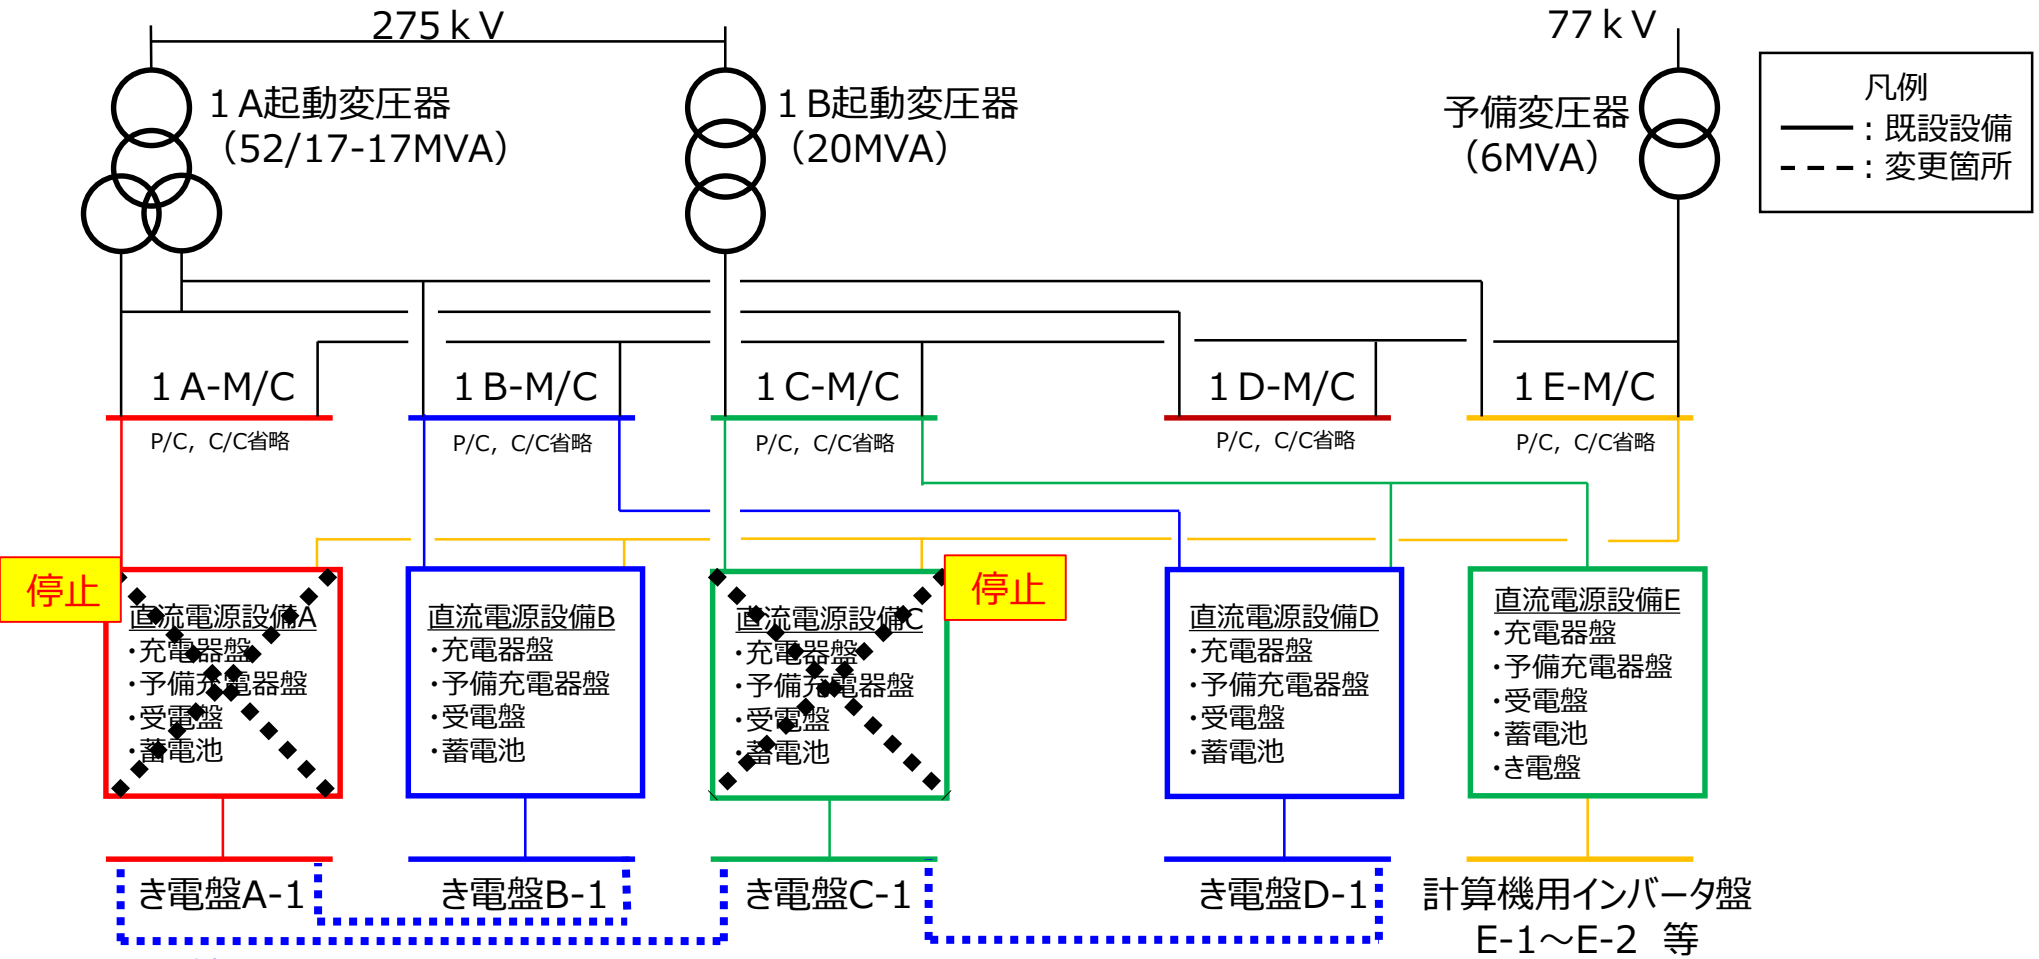 275ｋV
77ｋV
１A起動変圧器
（52/17-17MVA）
１B起動変圧器
（20MVA）
予備変圧器
（6MVA）
凡例
：既設設備
：変更箇所
１A-M/C
P/C，C/C省略
１B-M/C
P/C，C/C省略
１C-M/C
P/C，C/C省略
１D-M/C
P/C，C/C省略
１E-M/C
P/C，C/C省略
停止
直流電源設備A
・充電器盤
・予備充電器盤
・受電盤
・蓄電池
直流電源設備B
・充電器盤
・予備充電器盤
・受電盤
・蓄電池
停止
直流電源設備C
・充電器盤
・予備充電器盤
・受電盤
・蓄電池
直流電源設備D
・充電器盤
・予備充電器盤
・受電盤
・蓄電池
直流電源設備E
・充電器盤
・予備充電器盤
・受電盤
・蓄電池
・き電盤
き電盤A-1
き電盤B-1
き電盤C-1
き電盤D-1
計算機用インバータ盤
E-1～E-2 等